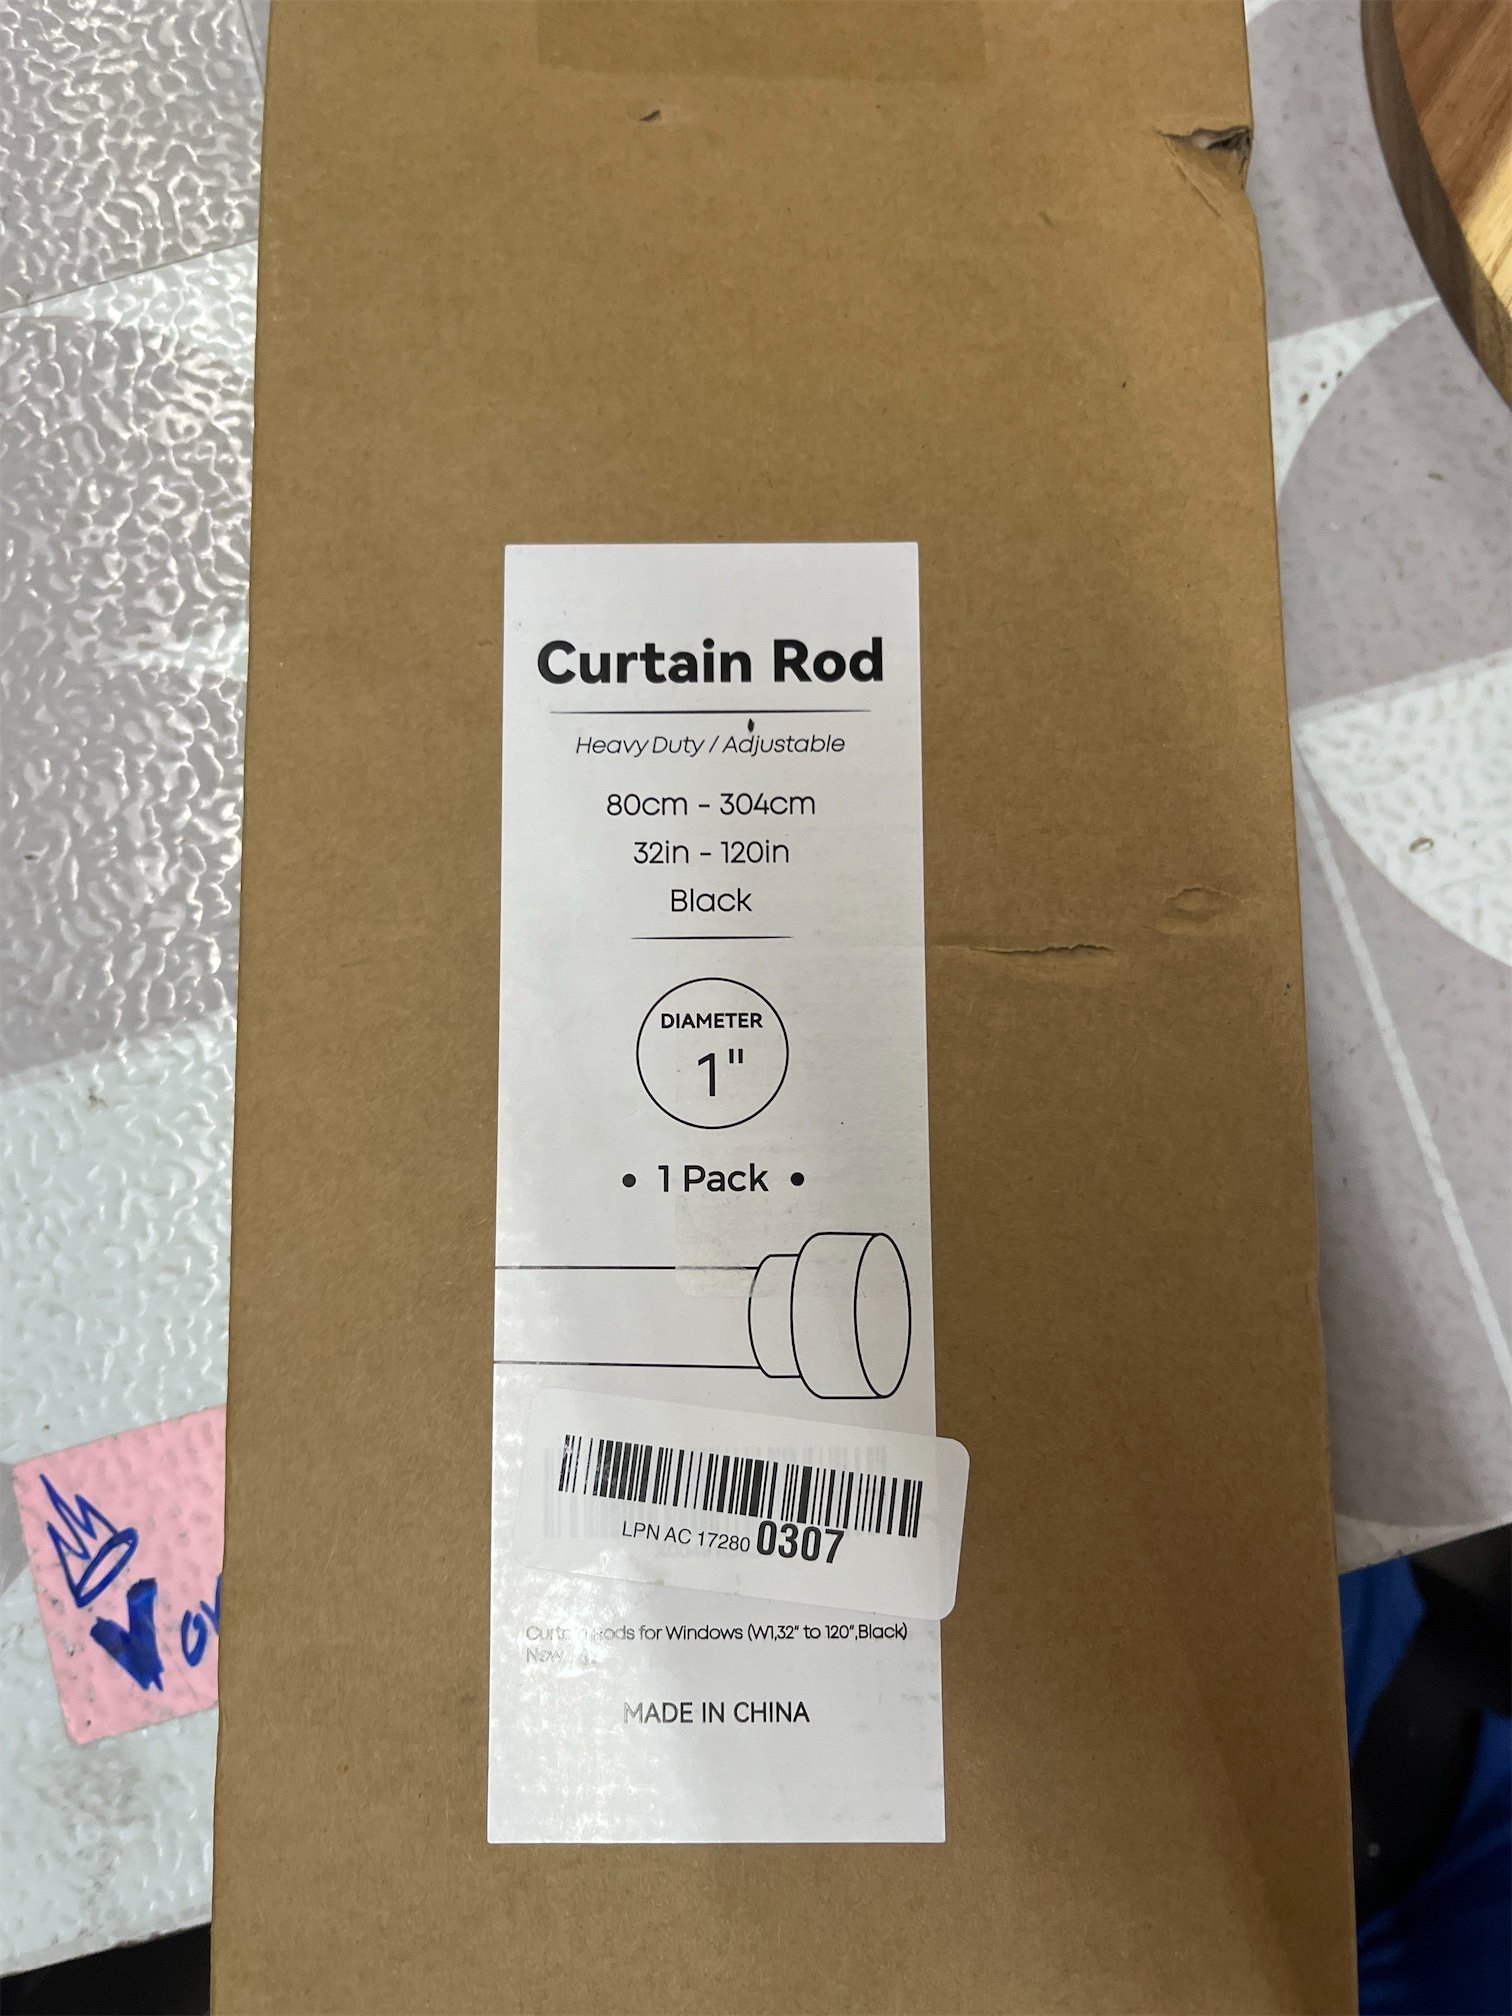 Curtain Rod
Heavy Duty / Adjustable
80cm - 304cm
32in - 120in
Black
DIAMETER
1"
• 1 Pack •
LPN AC 17280 0307
for Windows (W1,32" to 120",Black)
New
MADE IN CHINA